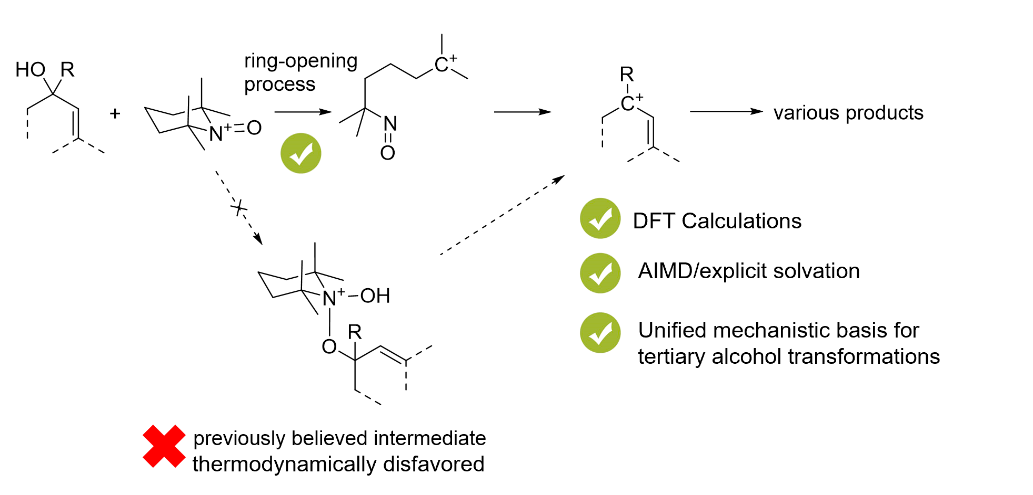 ring-opening
process
HO R
+
N+=O
C+
N
O
R
C+
various products
DFT Calculations
AIMD/explicit solvation
Unified mechanistic basis for
tertiary alcohol transformations
N+-OH
R
O
previously believed intermediate
thermodynamically disfavored